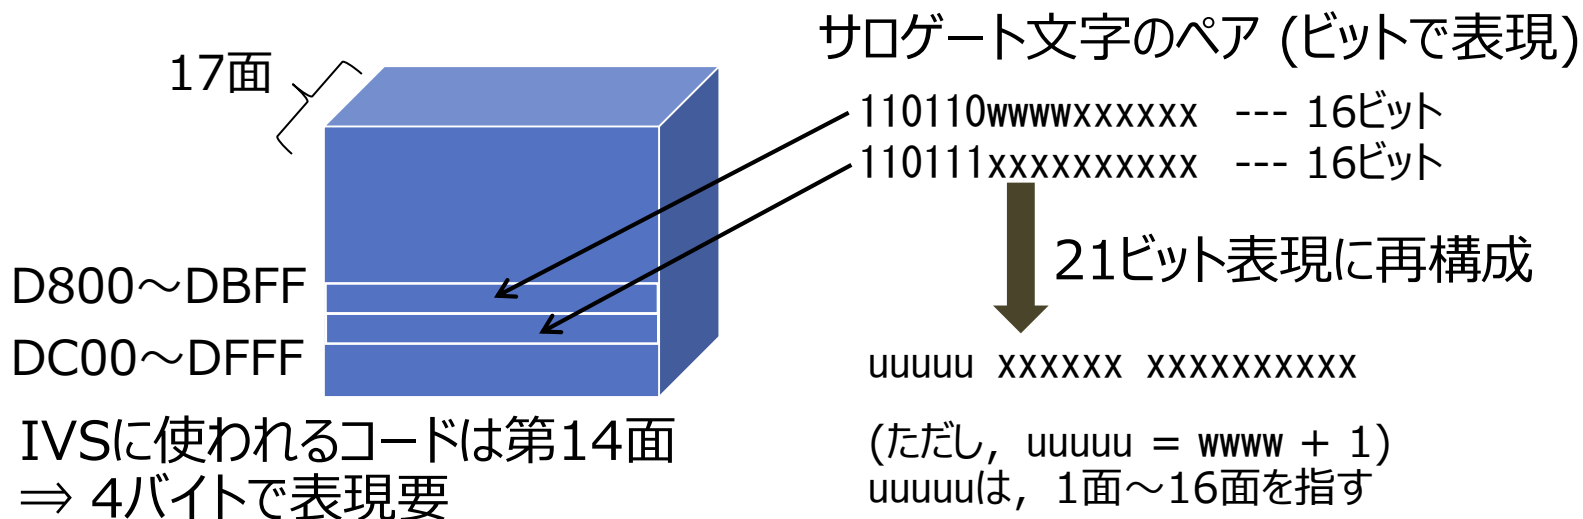 サロゲート文字のペア (ビットで表現)
17面
110110wwwwxxxxxx --- 16ビット
110111xxxxxxxxxx --- 16ビット
21ビット表現に再構成
D800～DBFF
DC00～DFFF
uuuuu xxxxxx xxxxxxxxxx
IVSに使われるコードは第14面
⇒ 4バイトで表現要
(ただし, uuuuu = wwww + 1)
uuuuuは, 1面～16面を指す